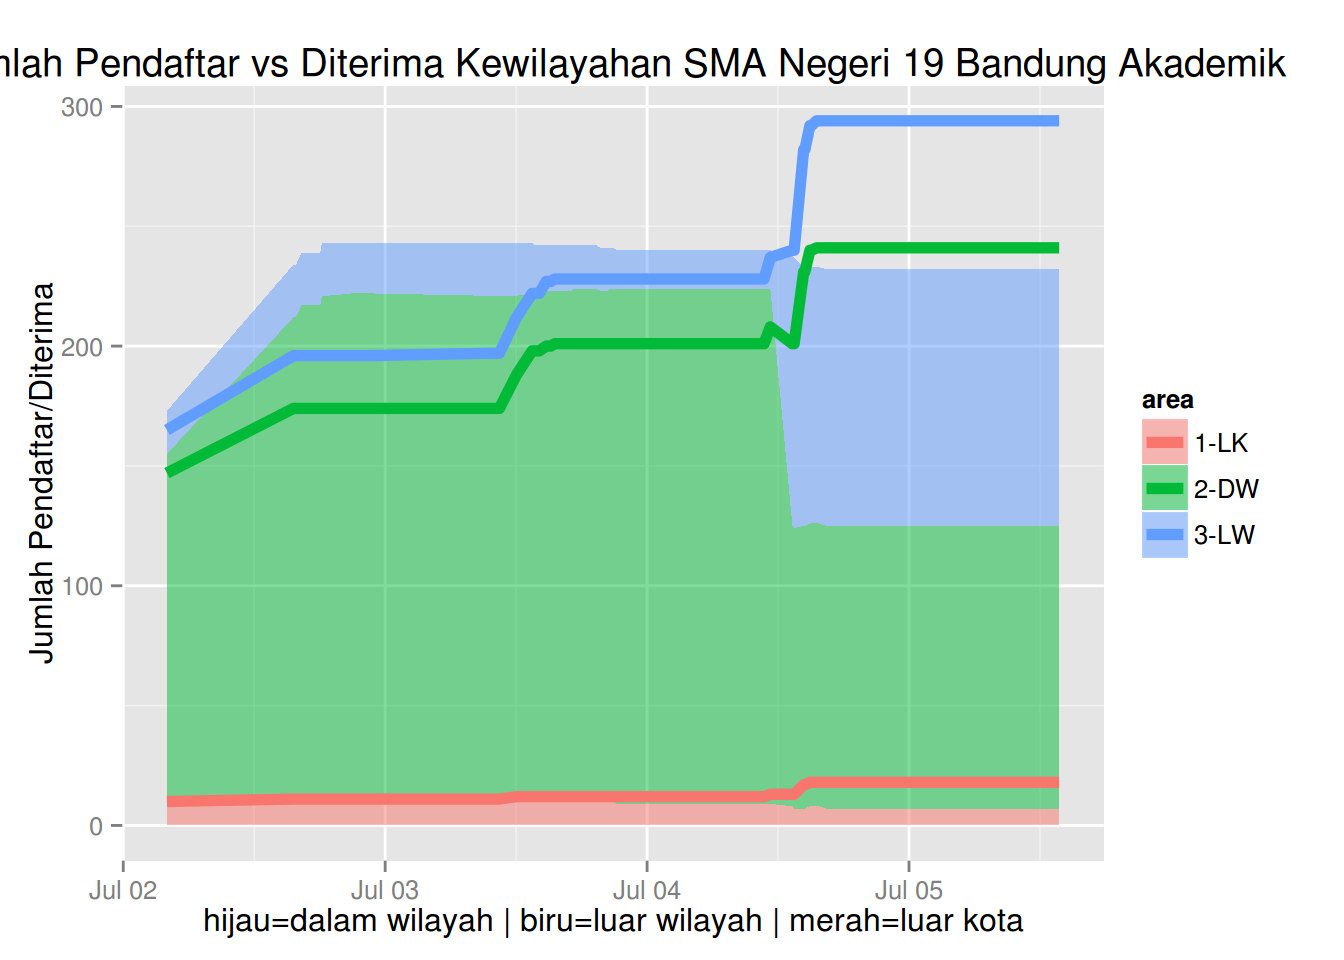 Pendaftar vs Diterima Kewilayahan SMA Negeri 19 Bandung Akademik
Jumlah Pendaftar/Diterima
300
200
100
0
Jul 02
Jul 03
Jul 04
Jul 05
hijau=dalam wilayah | biru=luar wilayah | merah=luar kota
area
1-LK
2-DW
3-LW